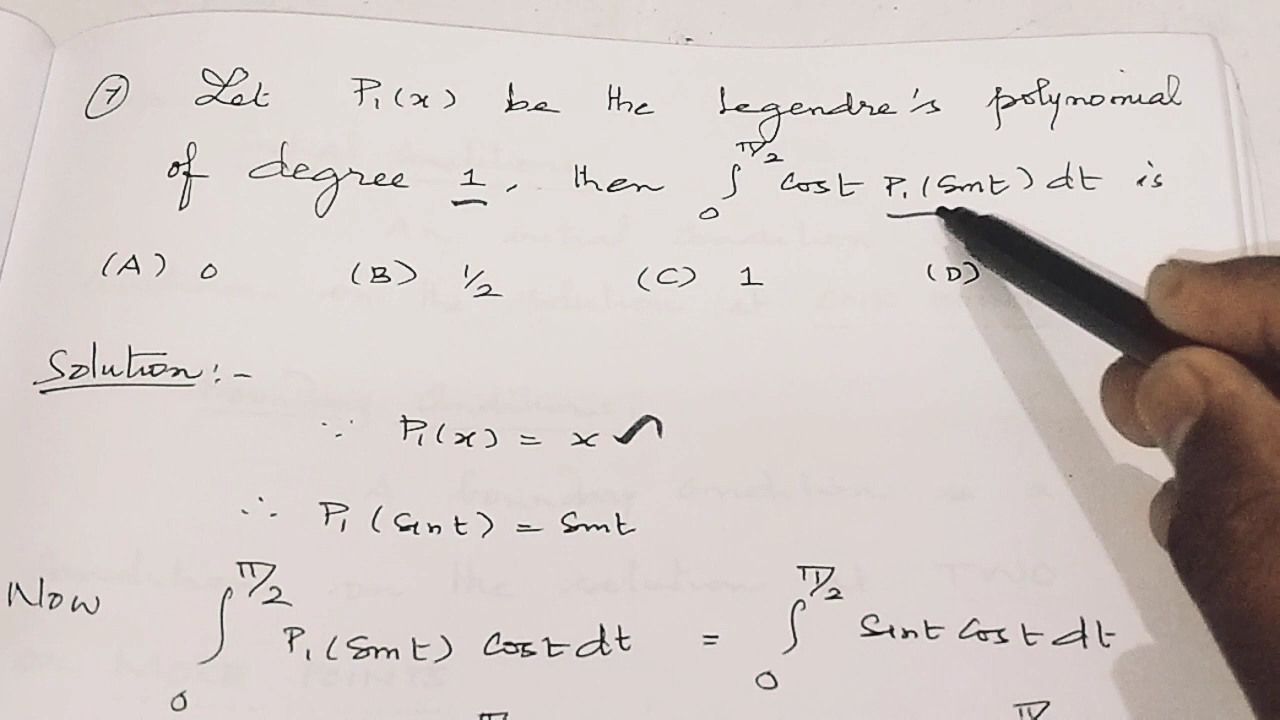 ⑦ Let P₁(x) be the Legendre's polynomial
of degree 1, then ∫₀^(π/2) cost P₁(sint) dt is
(A) 0 (B) 1/2 (C) 1 (D)
Solution:-
∵ P₁(x) = x
∴ P₁(sint) = sint
Now ∫₀^(π/2) P₁(sint) cost dt = ∫₀^(π/2) sint cost dt